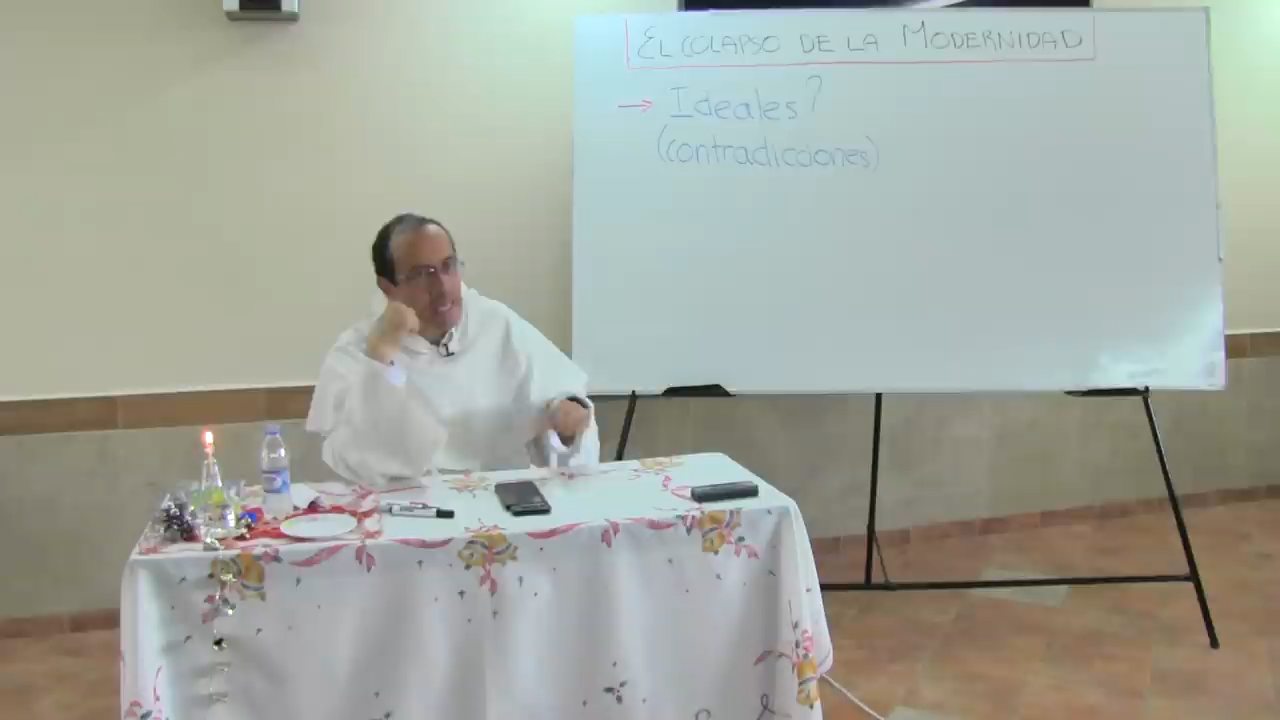 EL COLAPSO DE LA MODERNIDAD
→ Ideales?
(contradicciones)